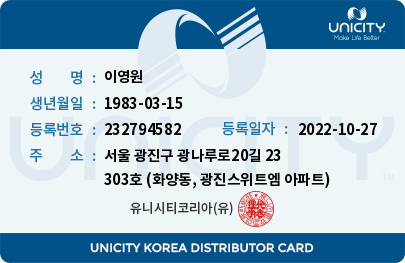 UNICITY
Make Life Better
성 명 : 이영원
생년월일 : 1983-03-15
등록번호 : 232794582 등록일자 : 2022-10-27
주 소 : 서울 광진구 광나루로20길 23
303호 (화양동, 광진스위트엠 아파트)
유니시티코리아(유)
UNICITY
UNICITY KOREA DISTRIBUTOR CARD